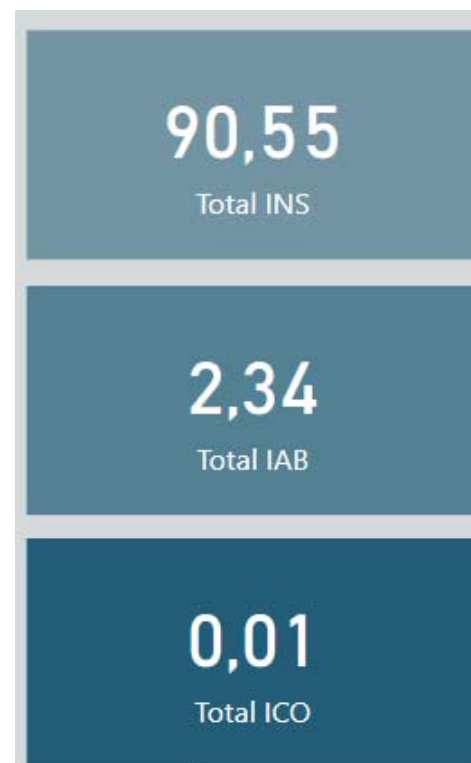 90,55
Total INS
2,34
Total IAB
0,01
Total ICO